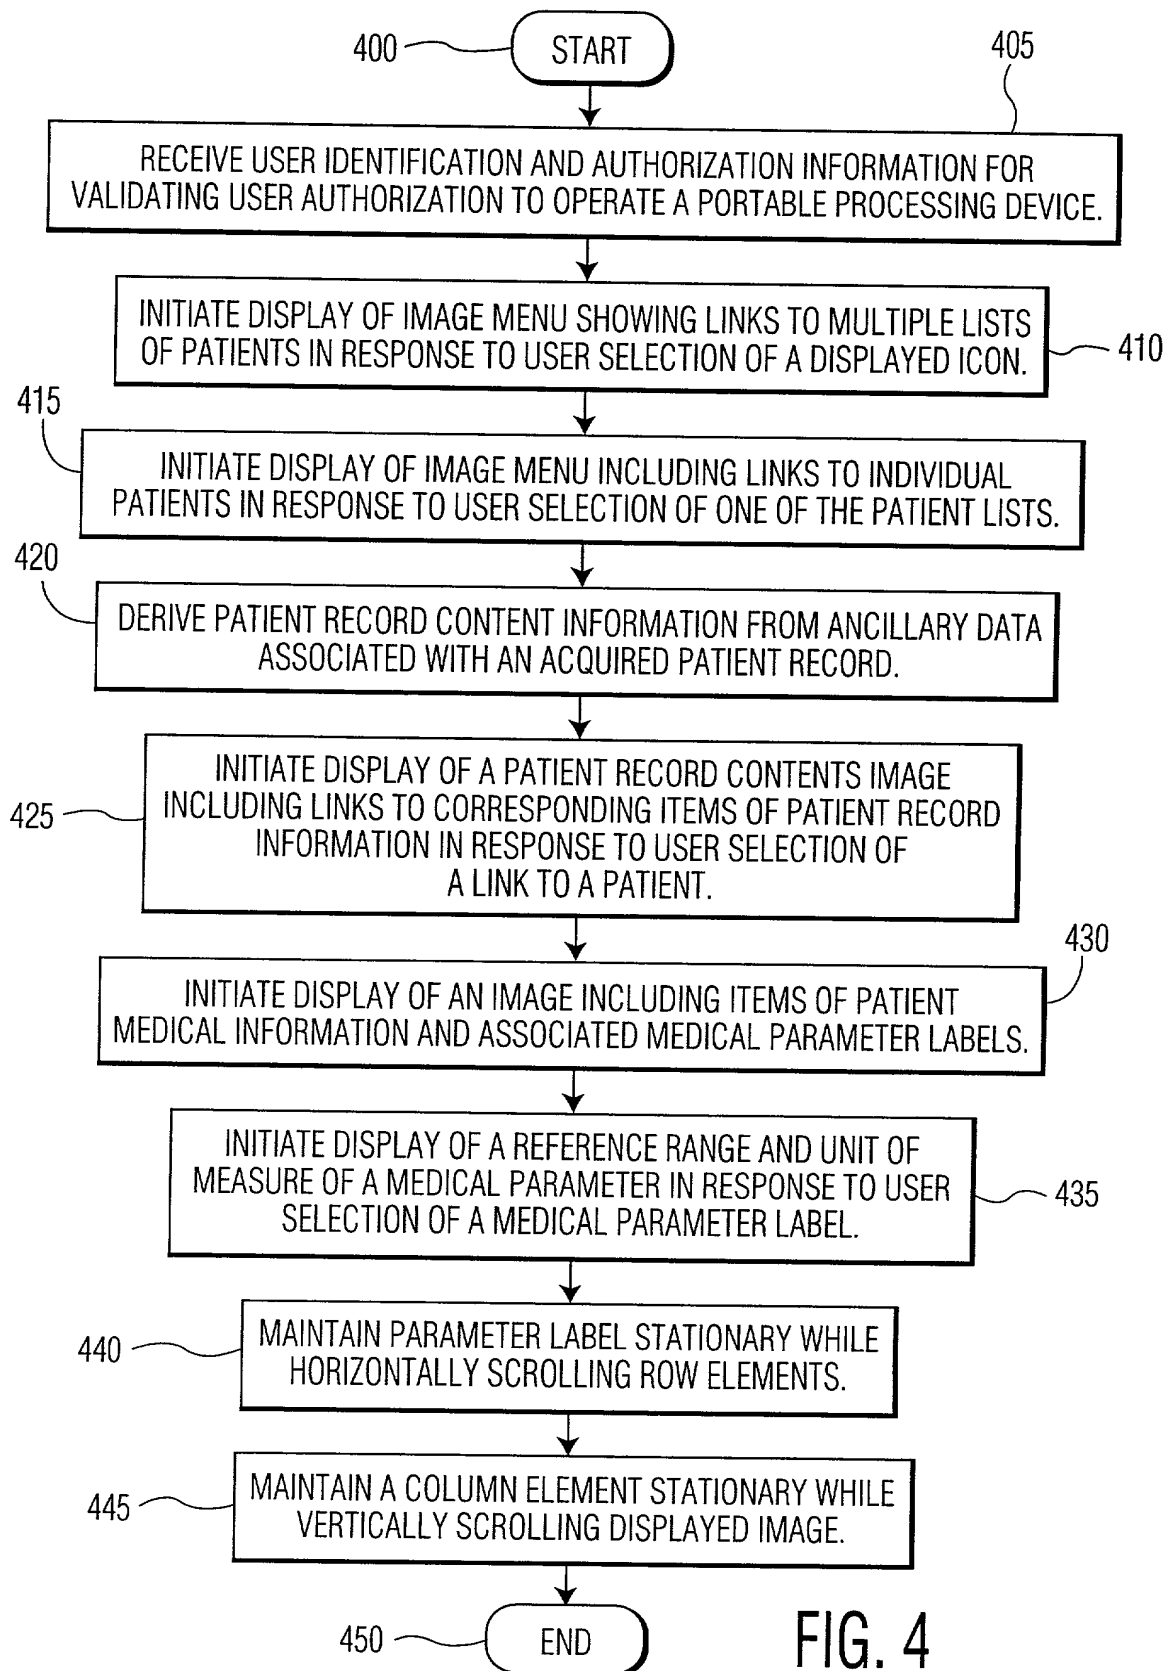 400
START
405
RECEIVE USER IDENTIFICATION AND AUTHORIZATION INFORMATION FOR
VALIDATING USER AUTHORIZATION TO OPERATE A PORTABLE PROCESSING DEVICE.
INITIATE DISPLAY OF IMAGE MENU SHOWING LINKS TO MULTIPLE LISTS
OF PATIENTS IN RESPONSE TO USER SELECTION OF A DISPLAYED ICON.
410
415
INITIATE DISPLAY OF IMAGE MENU INCLUDING LINKS TO INDIVIDUAL
PATIENTS IN RESPONSE TO USER SELECTION OF ONE OF THE PATIENT LISTS.
420
DERIVE PATIENT RECORD CONTENT INFORMATION FROM ANCILLARY DATA
ASSOCIATED WITH AN ACQUIRED PATIENT RECORD.
425
INITIATE DISPLAY OF A PATIENT RECORD CONTENTS IMAGE
INCLUDING LINKS TO CORRESPONDING ITEMS OF PATIENT RECORD
INFORMATION IN RESPONSE TO USER SELECTION OF
A LINK TO A PATIENT.
430
INITIATE DISPLAY OF AN IMAGE INCLUDING ITEMS OF PATIENT
MEDICAL INFORMATION AND ASSOCIATED MEDICAL PARAMETER LABELS.
INITIATE DISPLAY OF A REFERENCE RANGE AND UNIT OF
MEASURE OF A MEDICAL PARAMETER IN RESPONSE TO USER
SELECTION OF A MEDICAL PARAMETER LABEL.
435
440
MAINTAIN PARAMETER LABEL STATIONARY WHILE
HORIZONTALLY SCROLLING ROW ELEMENTS.
445
MAINTAIN A COLUMN ELEMENT STATIONARY WHILE
VERTICALLY SCROLLING DISPLAYED IMAGE.
450
END
FIG. 4